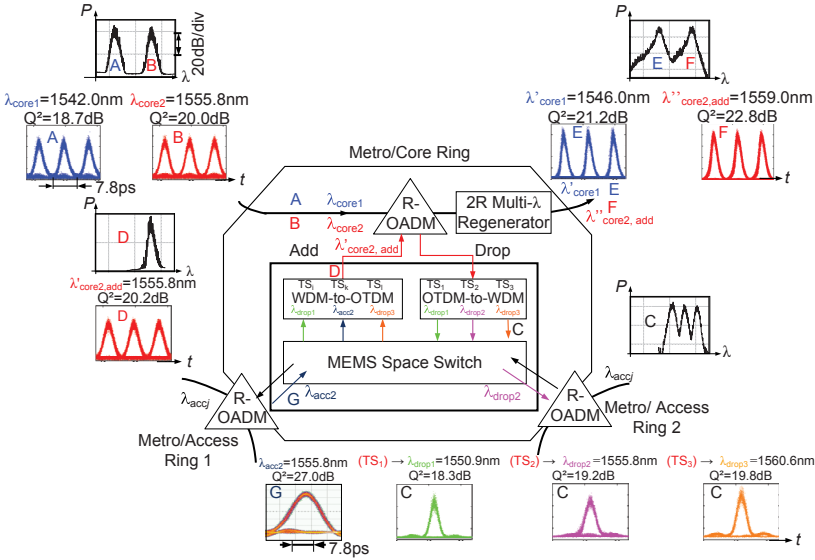 P
A
B
20dB/div
λ
λcore1=1542.0nm
Q²=18.7dB
λcore2=1555.8nm
Q²=20.0dB
A
B
t
7.8ps
P
E
F
λ
λ'core1=1546.0nm
Q²=21.2dB
λ''core2,add=1559.0nm
Q²=22.8dB
E
F
t
λ'core1 E
F
λ''core2, add
Metro/Core Ring
A λcore1
B λcore2
R-
OADM
2R Multi-λ
Regenerator
P
D
λ
λ'core2,add=1555.8nm
Q²=20.2dB
D
t
Add
λ'core2, add
Drop
D
TSi TSk TSl
WDM-to-OTDM
λdrop1 λacc2 λdrop3
TS1 TS2 TS3
OTDM-to-WDM
λdrop1 λdrop2 λdrop3
C
MEMS Space Switch
G λacc2
λdrop2
P
C
λ
λaccj
R-
OADM
Metro/Access
Ring 1
λaccj
R-
OADM
Metro/ Access
Ring 2
λacc2=1555.8nm
Q²=27.0dB
G
7.8ps
(TS1) → λdrop1=1550.9nm
Q²=18.3dB
C
(TS2) → λdrop2=1555.8nm
Q²=19.2dB
C
(TS3) → λdrop3=1560.6nm
Q²=19.8dB
C
t